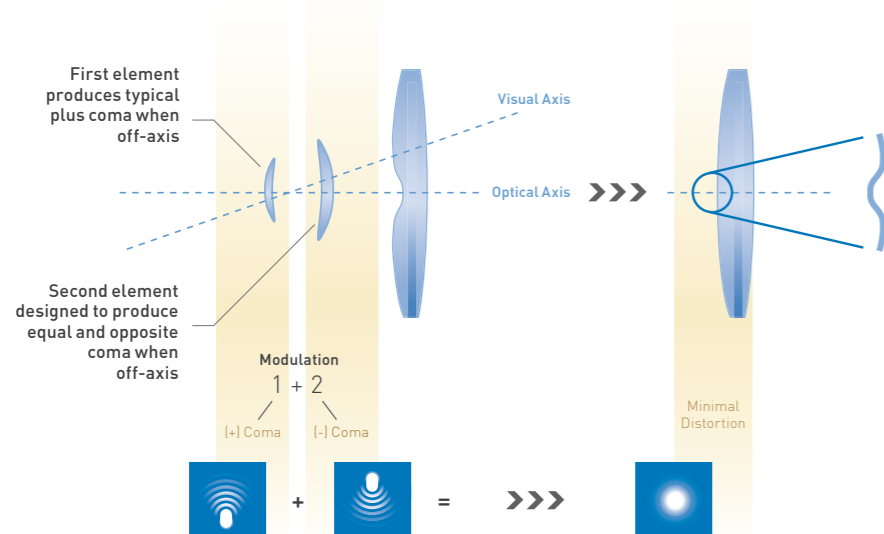 First element
produces typical
plus coma when
off-axis
Visual Axis
Optical Axis
Second element
designed to produce
equal and opposite
coma when
off-axis
Modulation
1 + 2
(+) Coma
(-) Coma
Minimal
Distortion
+
=